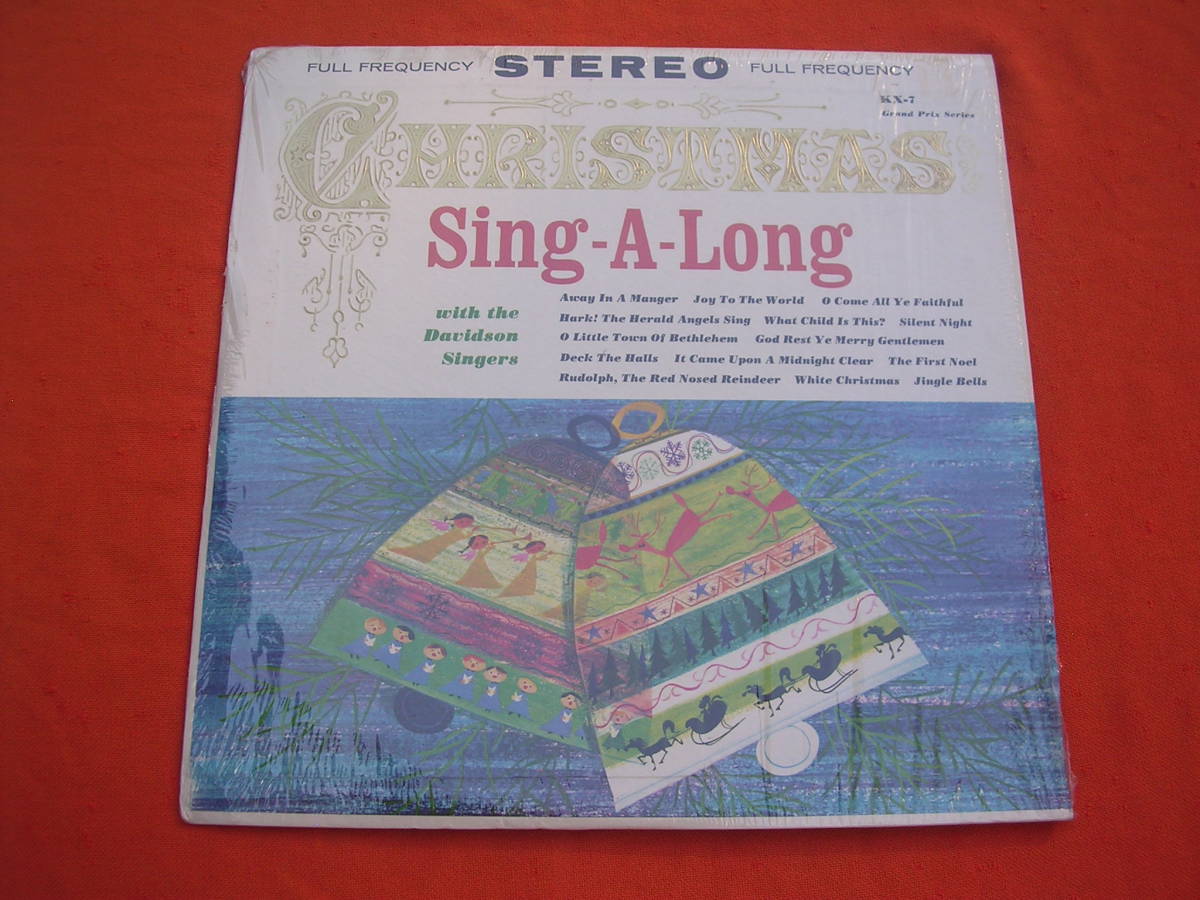 FULL FREQUENCY STEREO FULL FREQUENCY
KX-7
Grand Prix Series
CHRISTMAS
Sing-A-Long
with the
Davidson
Singers
Away In A Manger Joy To The World O Come All Ye Faithful
Hark! The Herald Angels Sing What Child Is This? Silent Night
O Little Town Of Bethlehem God Rest Ye Merry Gentlemen
Deck The Halls It Came Upon A Midnight Clear The First Noel
Rudolph, The Red Nosed Reindeer White Christmas Jingle Bells